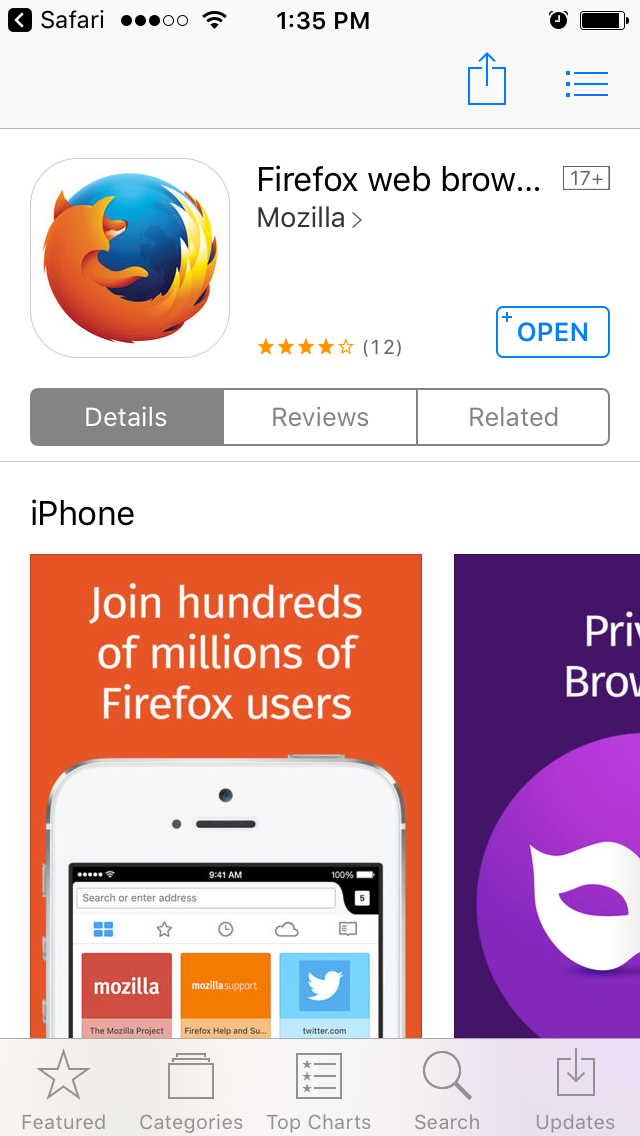 Safari 1:35 PM
Firefox web brow... 17+
Mozilla
(12)
+ OPEN
Details Reviews Related
iPhone
Join hundreds
of millions of
Firefox users
Priv
Brow
9:41 AM 100%
Search or enter address 5
mozilla mozilla support
The Mozilla Project Firefox Help and Su... twitter.com
Featured Categories Top Charts Search Updates